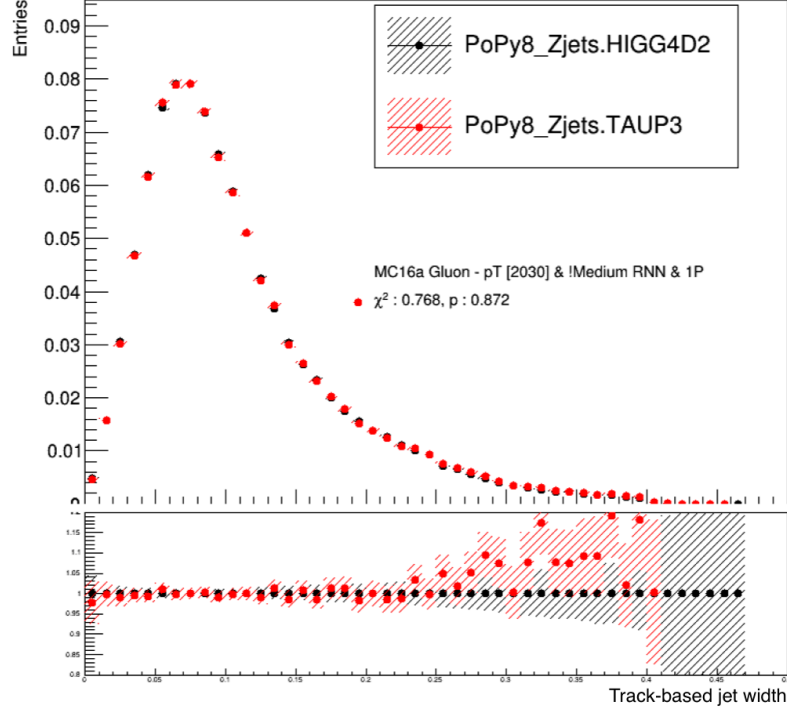 Entries
0.09
0.08
0.07
0.06
0.05
0.04
0.03
0.02
0.01
PoPy8_Zjets.HIGG4D2
PoPy8_Zjets.TAUP3
MC16a Gluon - pT [2030] & !Medium RNN & 1P
χ² : 0.768, p : 0.872
1.15
1.1
1.05
1
0.95
0.9
0.85
0.8
0 0.05 0.1 0.15 0.2 0.25 0.3 0.35 0.4 0.45
Track-based jet width